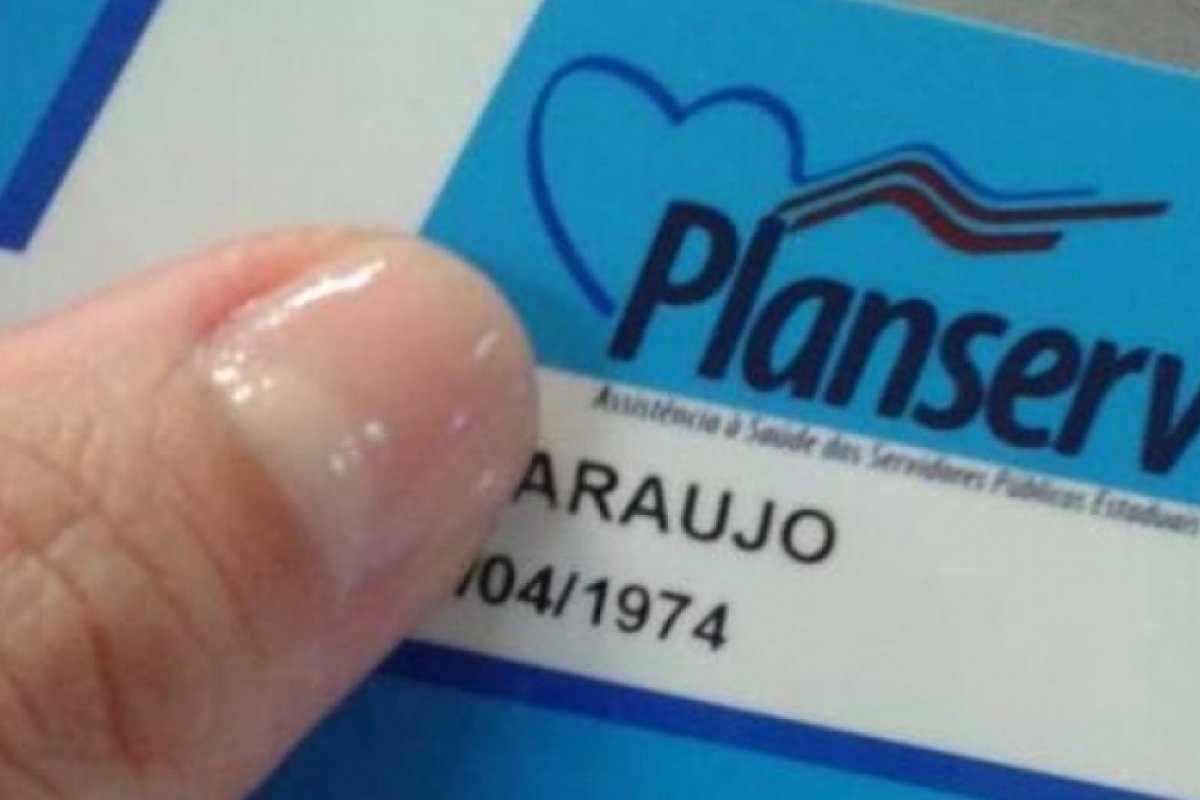 Planserv
Assistência à Saúde dos Servidores Públicos Estaduais
ARAUJO
/04/1974